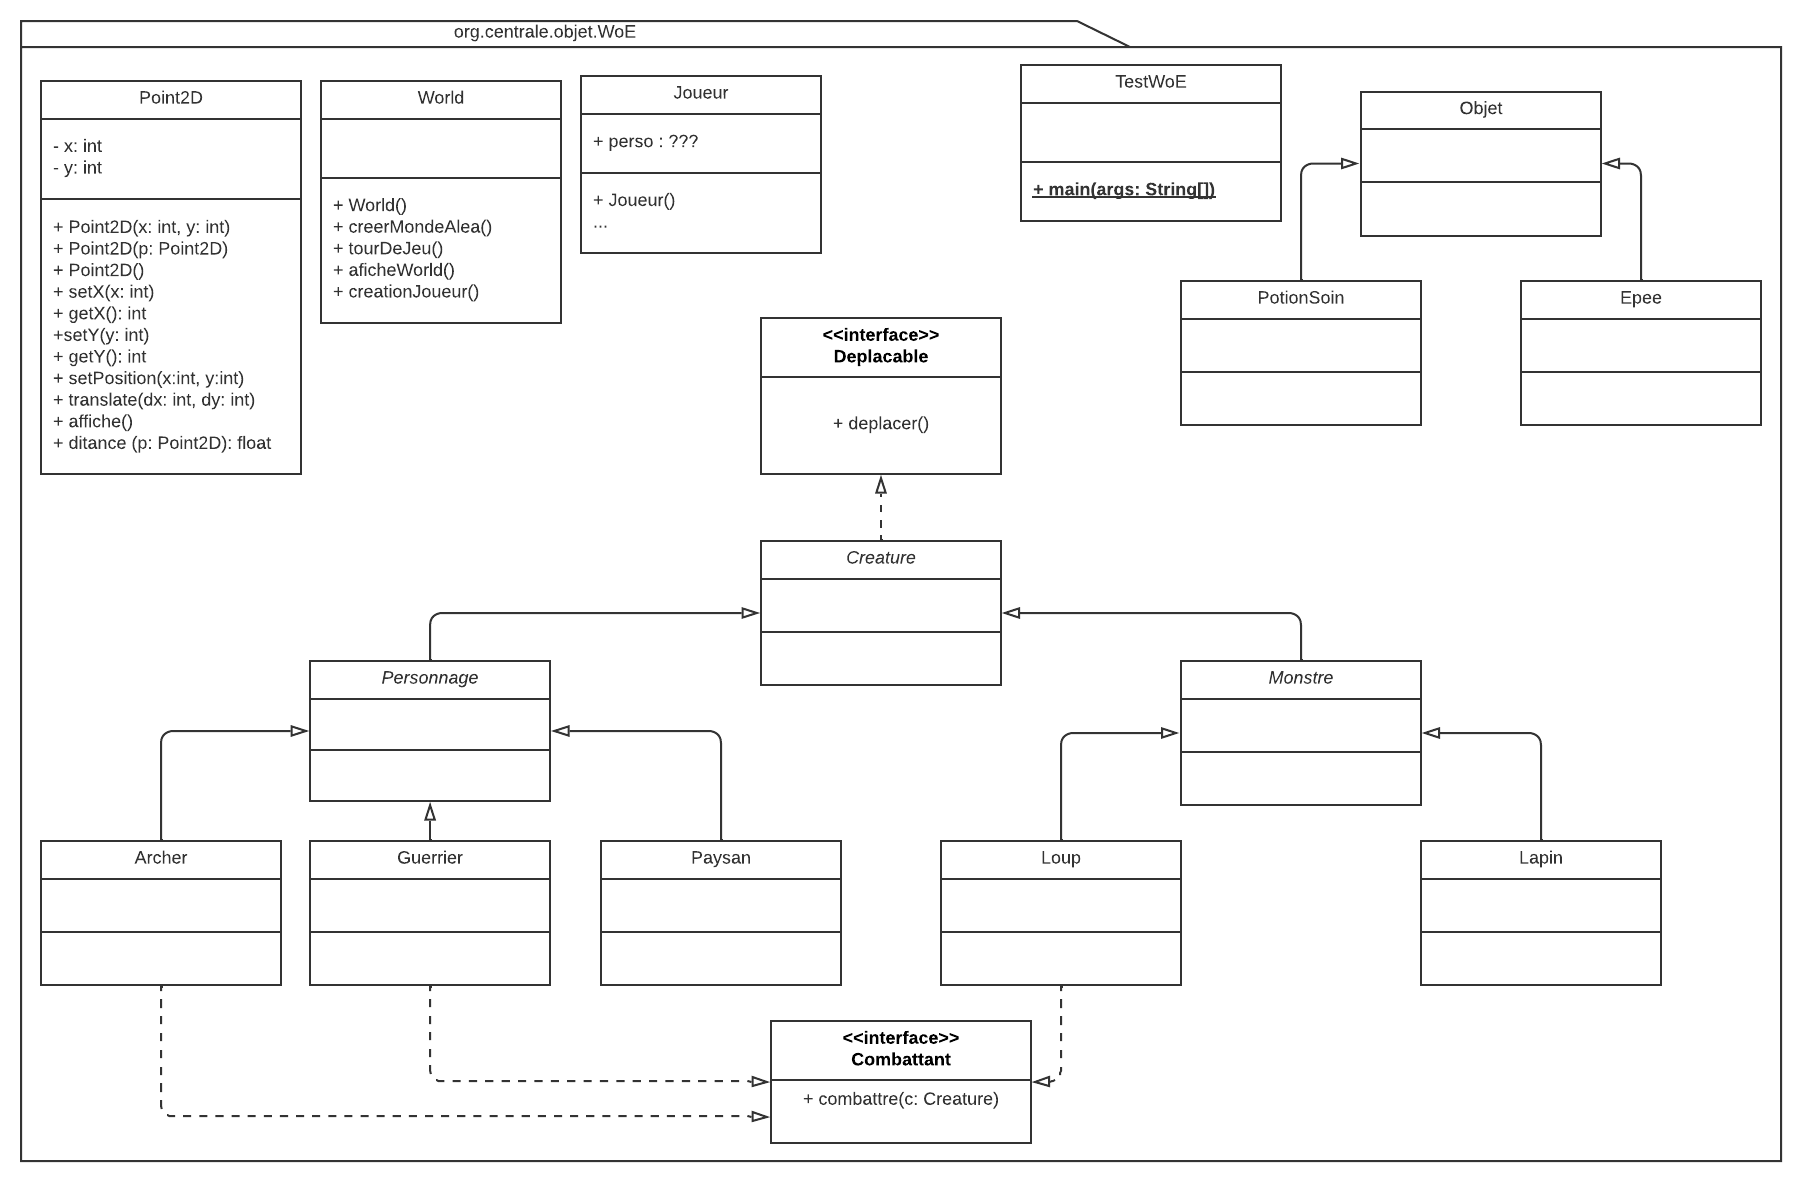 org.centrale.objet.WoE
Point2D
- x: int
- y: int
+ Point2D(x: int, y: int)
+ Point2D(p: Point2D)
+ Point2D()
+ setX(x: int)
+ getX(): int
+setY(y: int)
+ getY(): int
+ setPosition(x:int, y:int)
+ translate(dx: int, dy: int)
+ affiche()
+ ditance (p: Point2D): float
World
+ World()
+ creerMondeAlea()
+ tourDeJeu()
+ aficheWorld()
+ creationJoueur()
Joueur
+ perso : ???
+ Joueur()
...
TestWoE
+ main(args: String[])
Objet
PotionSoin
Epee
<<interface>>
Deplacable
+ deplacer()
Creature
Personnage
Monstre
Archer
Guerrier
Paysan
Loup
Lapin
<<interface>>
Combattant
+ combattre(c: Creature)